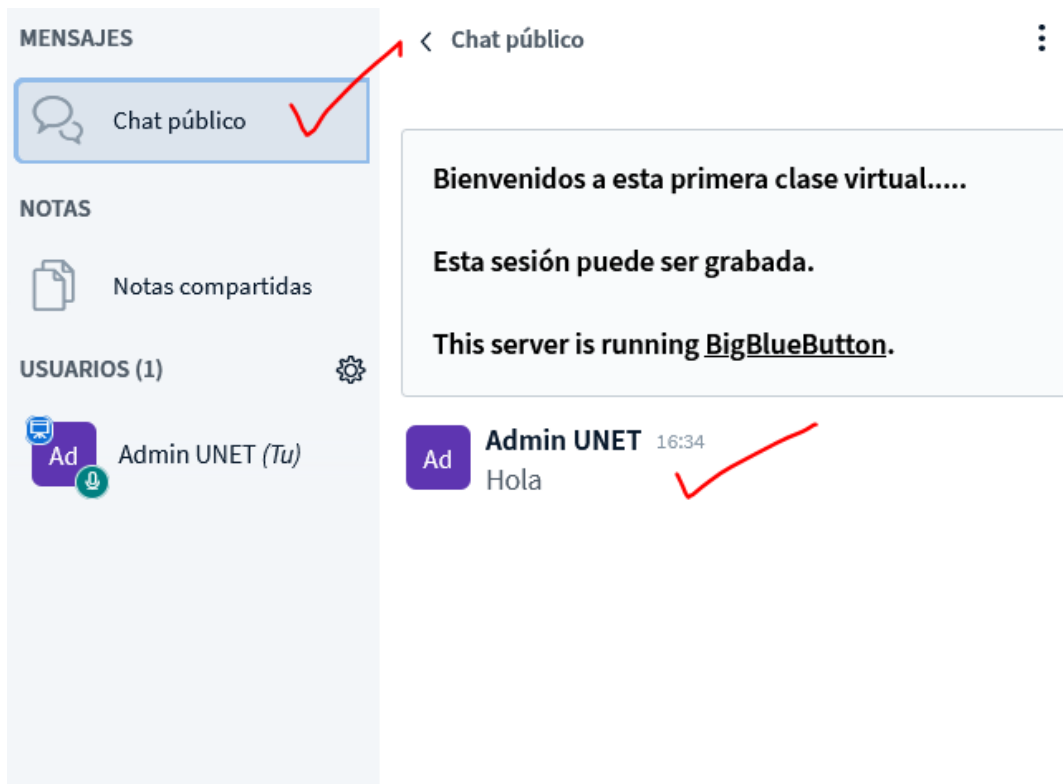 MENSAJES
Chat público
NOTAS
Notas compartidas
USUARIOS (1)
Ad
Admin UNET (Tu)
Chat público
Bienvenidos a esta primera clase virtual.....
Esta sesión puede ser grabada.
This server is running BigBlueButton.
Ad
Admin UNET 16:34
Hola